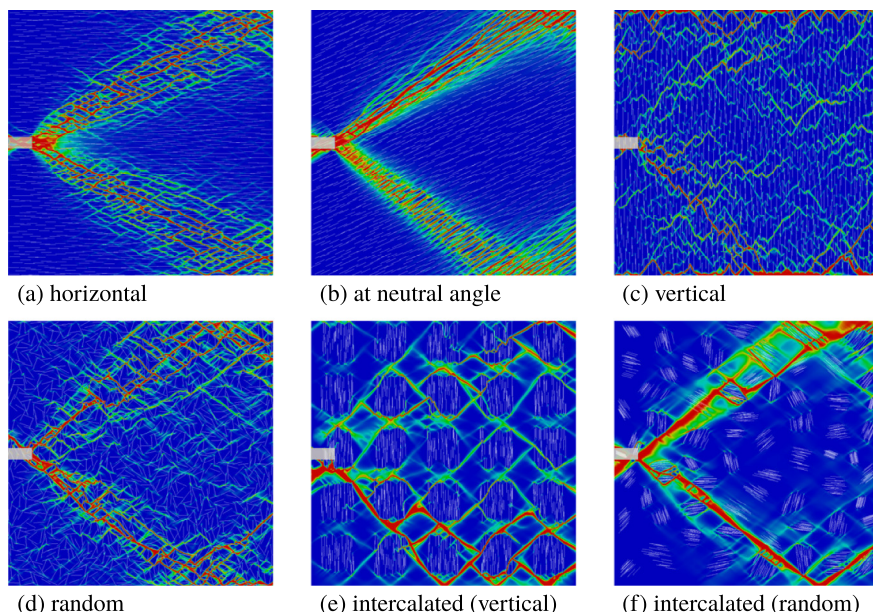 (a) horizontal
(b) at neutral angle
(c) vertical
(d) random
(e) intercalated (vertical)
(f) intercalated (random)